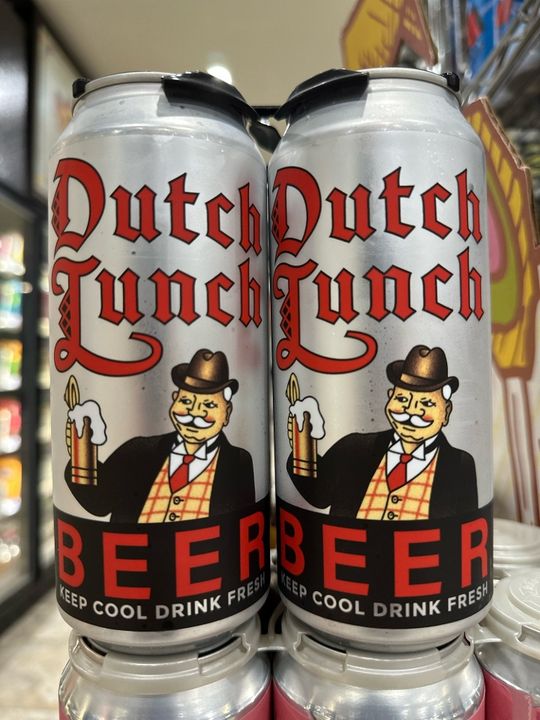 Dutch
Lunch
BEER
KEEP COOL DRINK FRESH
Dutch
Lunch
BEER
KEEP COOL DRINK FRESH